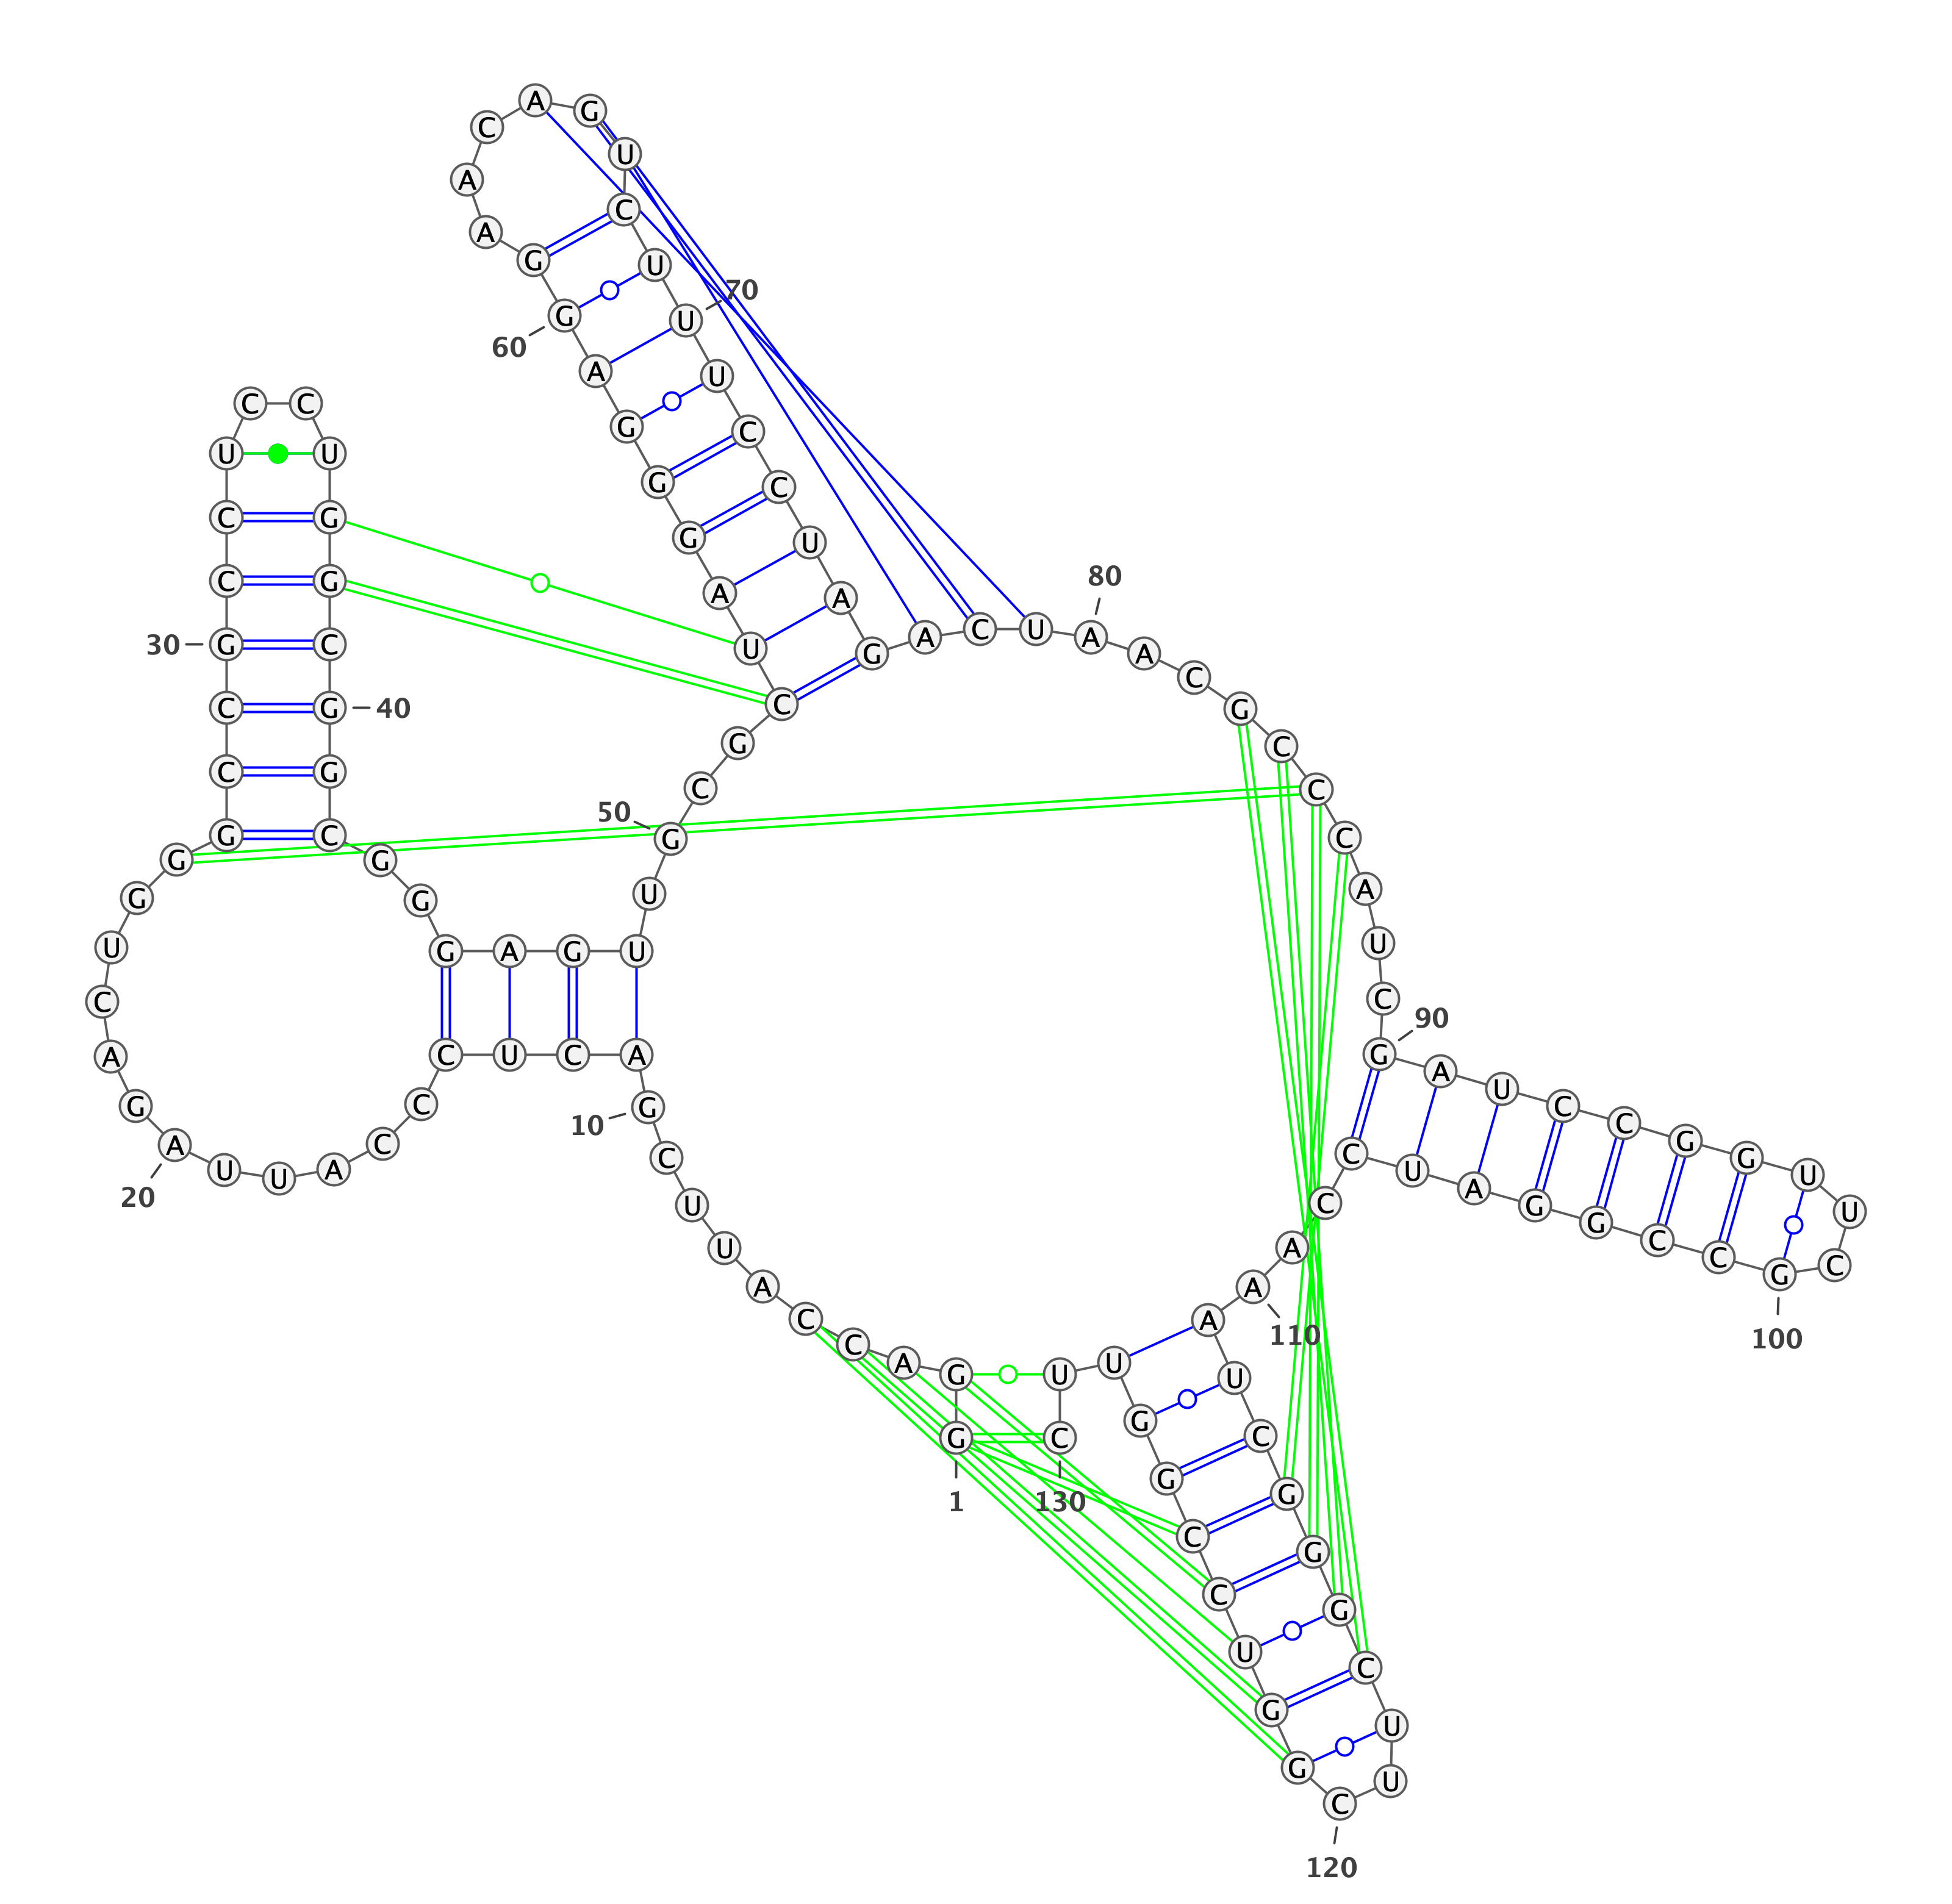 A G
C
U
A
C
A
G U
70
G U
60
A U
C C
G C
U U
G C
C G
G U
80
C G
A A
A C U A
30 G C U G A
C
C G 40 C G
G C
C G C C
50
G C G C
G G
G G U A
U G A G U U
C C
90
A C U C A G
A
U
G C G C
10 C
A C C C G G
U U A U U
20 A
U C G U
G
U A C C
A A G C
C A 110 100
C
A G U U U
G
G C C
G G
1 130
C G
C G
U C
G U
G U
C
120